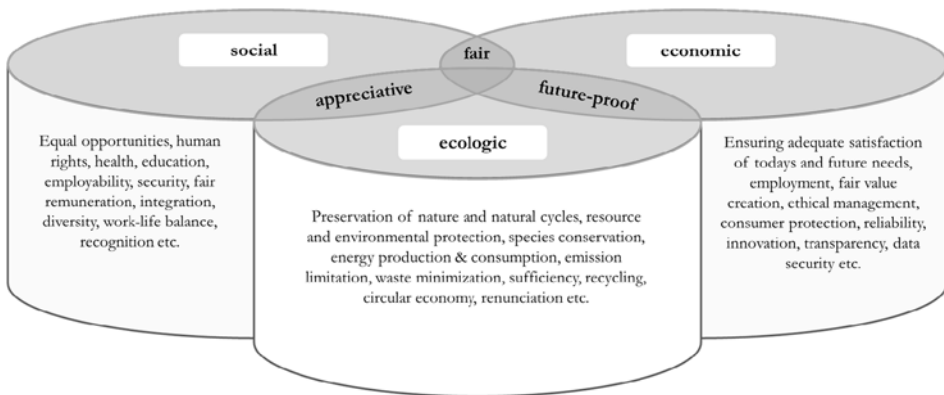 social
fair
economic
appreciative
future-proof
ecologic
Equal opportunities, human
rights, health, education,
employability, security, fair
remuneration, integration,
diversity, work-life balance,
recognition etc.
Preservation of nature and natural cycles, resource
and environmental protection, species conservation,
energy production & consumption, emission
limitation, waste minimization, sufficiency, recycling,
circular economy, renunciation etc.
Ensuring adequate satisfaction
of todays and future needs,
employment, fair value
creation, ethical management,
consumer protection, reliability,
innovation, transparency, data
security etc.